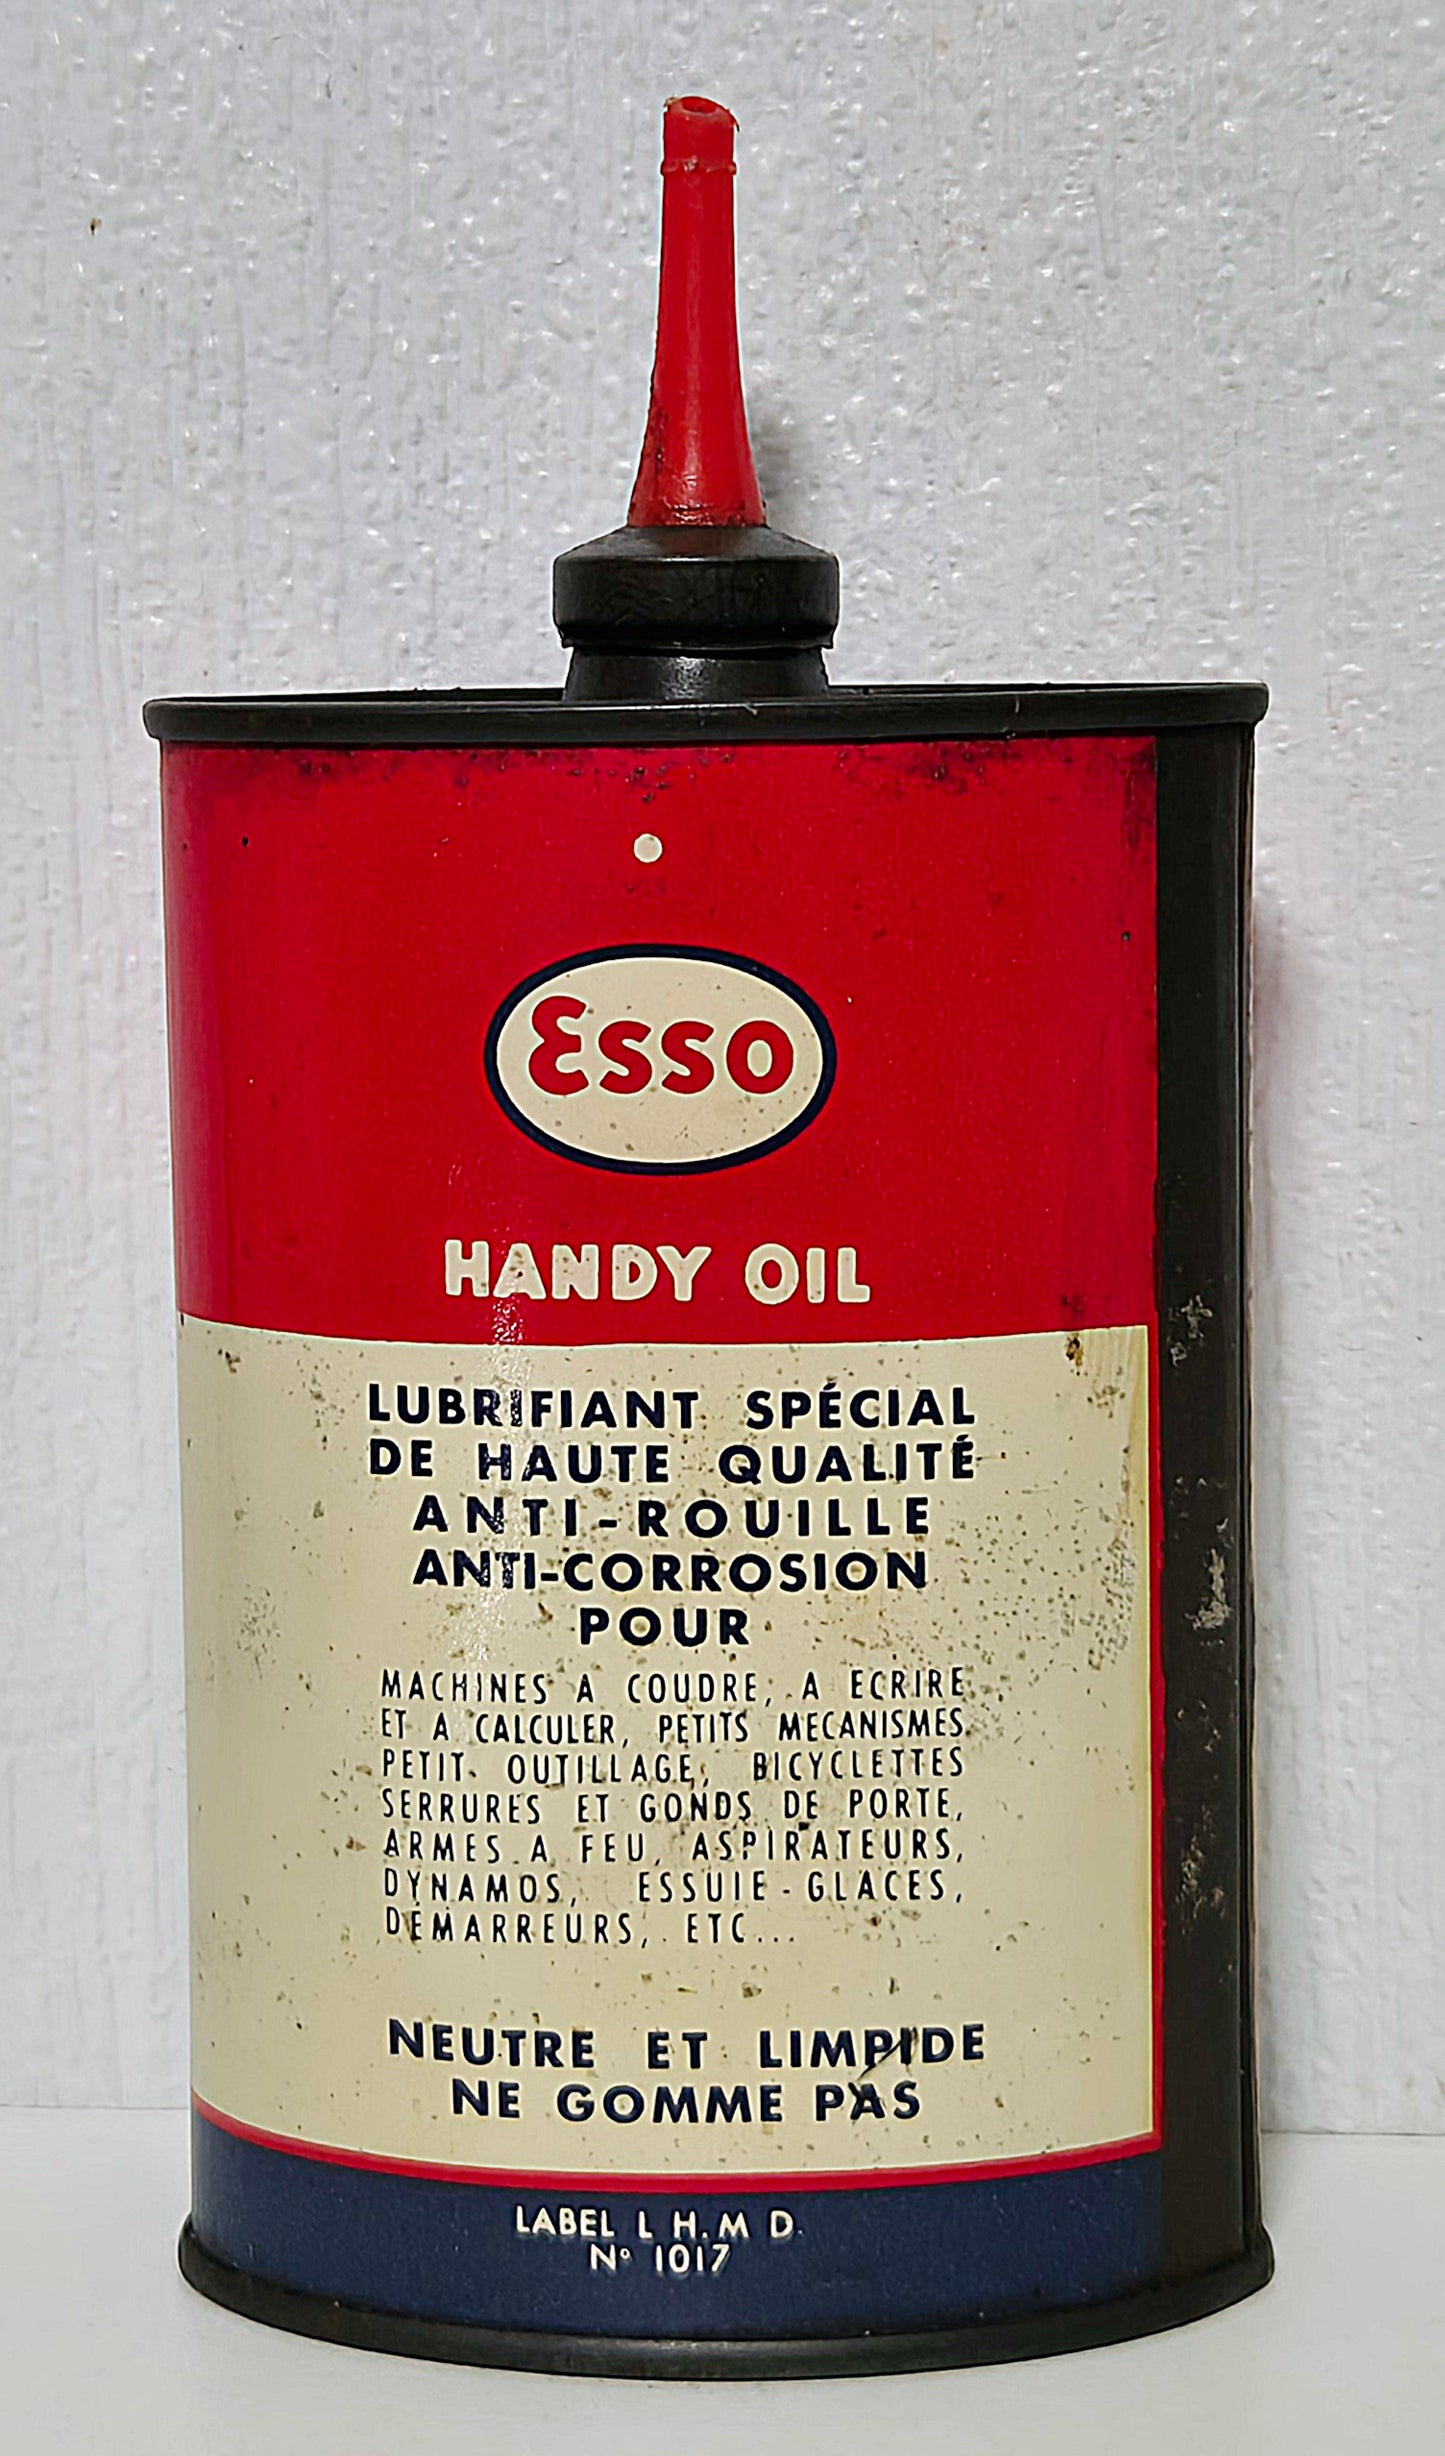 Esso
HANDY OIL
LUBRIFIANT SPÉCIAL
DE HAUTE QUALITÉ
ANTI-ROUILLE
ANTI-CORROSION
POUR
MACHINES A COUDRE, A ECRIRE
ET A CALCULER, PETITS MECANISMES
PETIT OUTILLAGE, BICYCLETTES
SERRURES ET GONDS DE PORTE,
ARMES A FEU, ASPIRATEURS,
DYNAMOS, ESSUIE-GLACES,
DÉMARREURS, ETC...
NEUTRE ET LIMPIDE
NE GOMME PAS
LABEL L H.M D.
Nº 1017